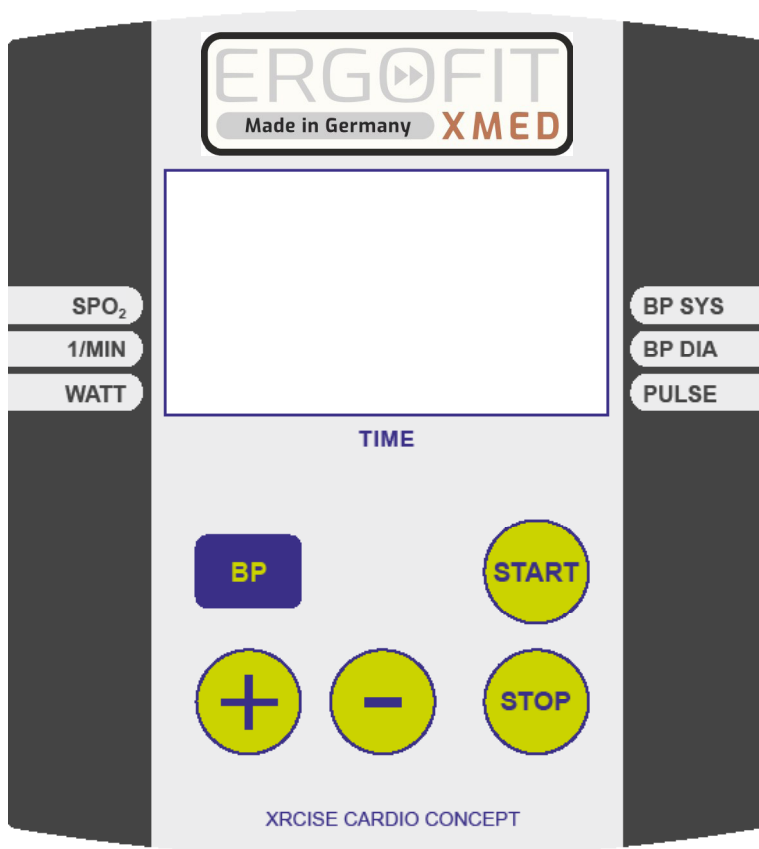 ERGOFIT
Made in Germany XMED
SPO₂
1/MIN
WATT
BP SYS
BP DIA
PULSE
TIME
BP
START
+
-
STOP
XRCISE CARDIO CONCEPT